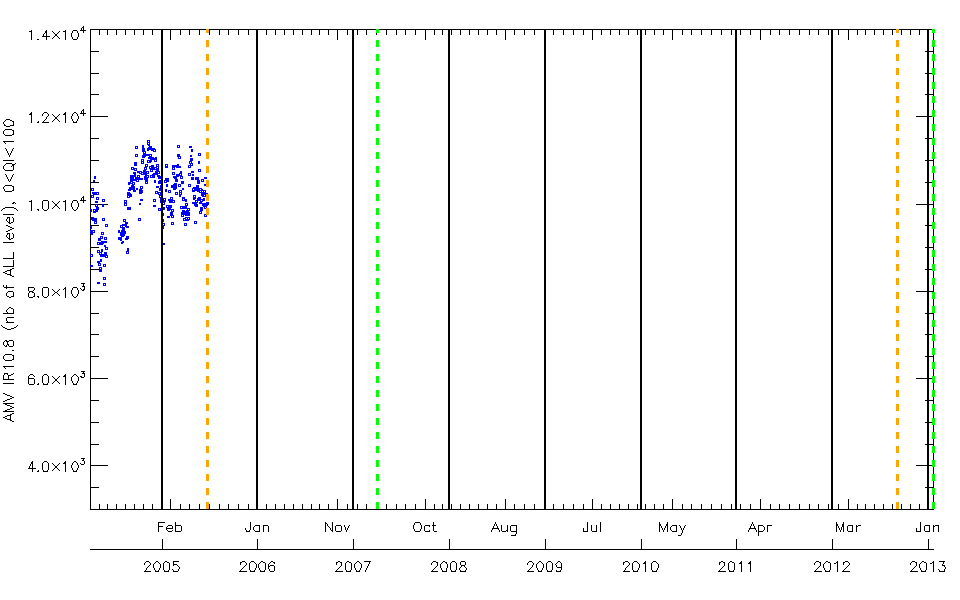 AMV IR10.8 (nb of ALL level), 0<QI<100
1.4×10⁴
1.2×10⁴
1.0×10⁴
8.0×10³
6.0×10³
4.0×10³
Feb Jan Nov Oct Aug Jul May Apr Mar Jan
2005 2006 2007 2008 2009 2010 2011 2012 2013